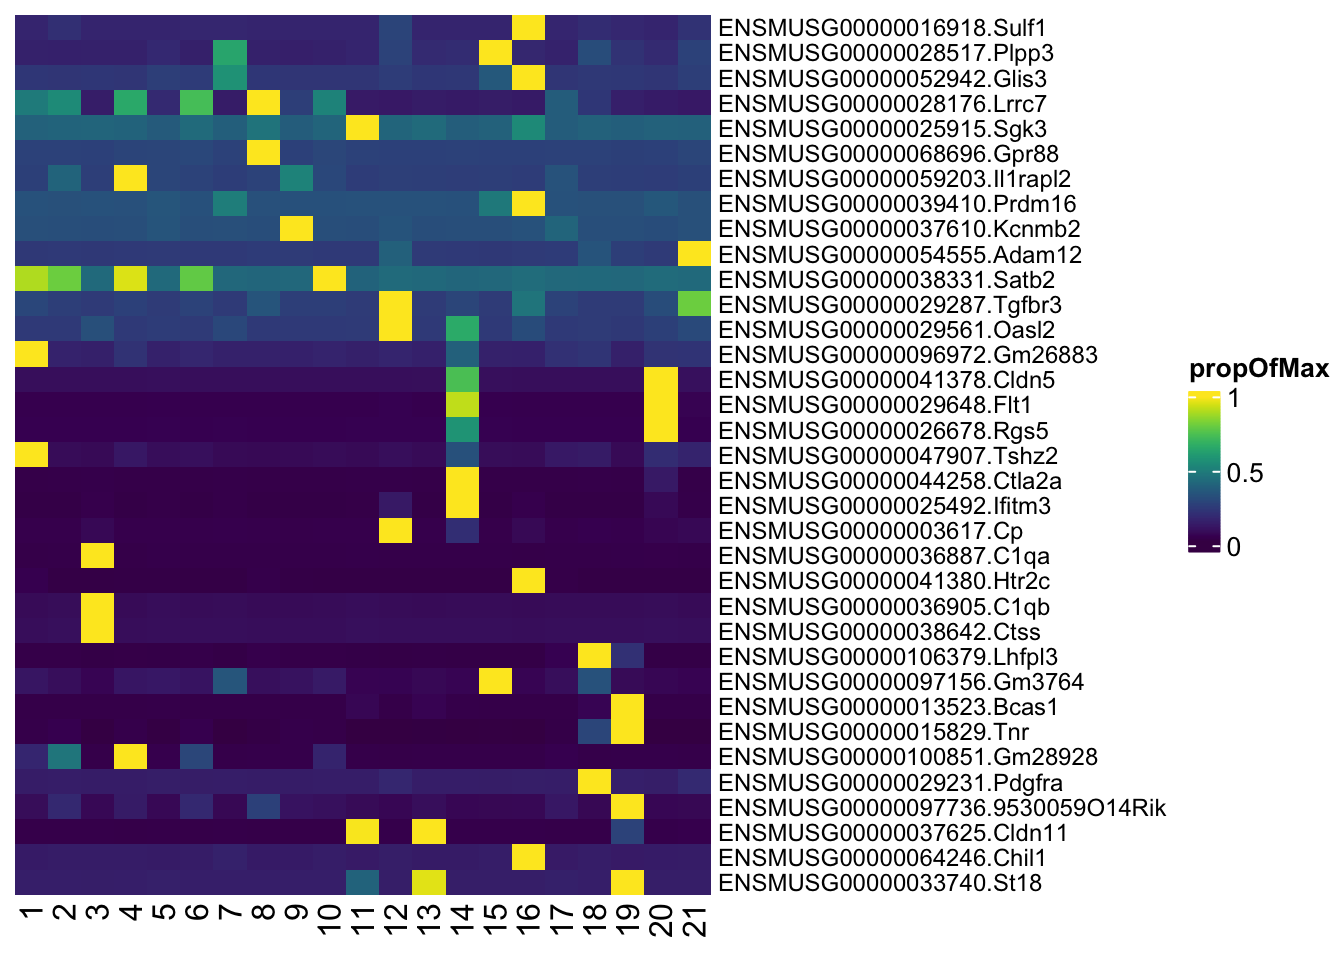 ENSMUSG00000016918.Sulf1
ENSMUSG00000028517.Plpp3
ENSMUSG00000052942.Glis3
ENSMUSG00000028176.Lrrc7
ENSMUSG00000025915.Sgk3
ENSMUSG00000068696.Gpr88
ENSMUSG00000059203.Il1rapl2
ENSMUSG00000039410.Prdm16
ENSMUSG00000037610.Kcnmb2
ENSMUSG00000054555.Adam12
ENSMUSG00000038331.Satb2
ENSMUSG00000029287.Tgfbr3
ENSMUSG00000029561.Oasl2
ENSMUSG00000096972.Gm26883
ENSMUSG00000041378.Cldn5
ENSMUSG00000029648.Flt1
ENSMUSG00000026678.Rgs5
ENSMUSG00000047907.Tshz2
ENSMUSG00000044258.Ctla2a
ENSMUSG00000025492.Ifitm3
ENSMUSG00000003617.Cp
ENSMUSG00000036887.C1qa
ENSMUSG00000041380.Htr2c
ENSMUSG00000036905.C1qb
ENSMUSG00000038642.Ctss
ENSMUSG00000106379.Lhfpl3
ENSMUSG00000097156.Gm3764
ENSMUSG00000013523.Bcas1
ENSMUSG00000015829.Tnr
ENSMUSG00000100851.Gm28928
ENSMUSG00000029231.Pdgfra
ENSMUSG00000097736.9530059O14Rik
ENSMUSG00000037625.Cldn11
ENSMUSG00000064246.Chil1
ENSMUSG00000033740.St18
1 2 3 4 5 6 7 8 9 10 11 12 13 14 15 16 17 18 19 20 21
propOfMax
1
0.5
0